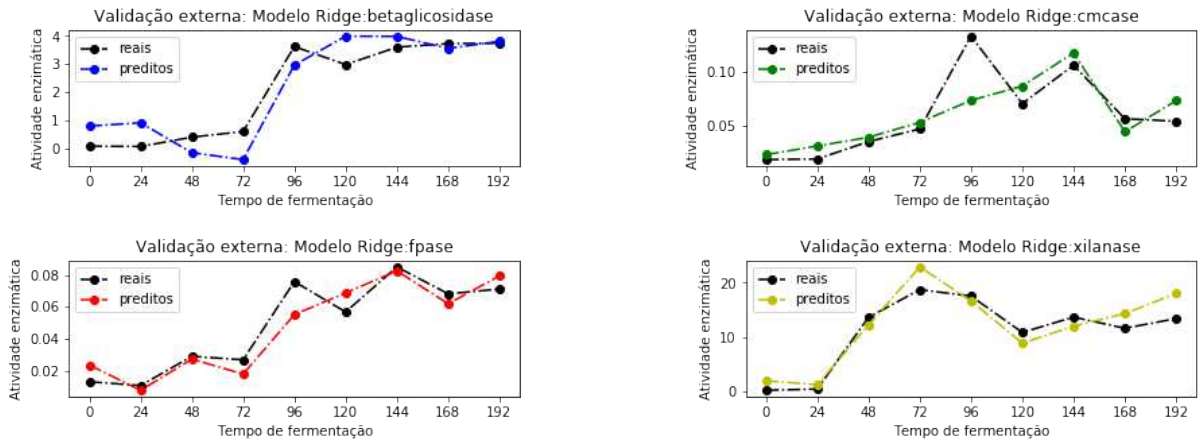 Validação externa: Modelo Ridge:betaglicosidase
Atividade enzimática
4
3
2
1
0
reais
preditos
0 24 48 72 96 120 144 168 192
Tempo de fermentação
Validação externa: Modelo Ridge:cmcase
Atividade enzimática
0.10
0.05
reais
preditos
0 24 48 72 96 120 144 168 192
Tempo de fermentação
Validação externa: Modelo Ridge:fpase
Atividade enzimática
0.08
0.06
0.04
0.02
reais
preditos
0 24 48 72 96 120 144 168 192
Tempo de fermentação
Validação externa: Modelo Ridge:xilanase
Atividade enzimática
20
10
0
reais
preditos
0 24 48 72 96 120 144 168 192
Tempo de fermentação